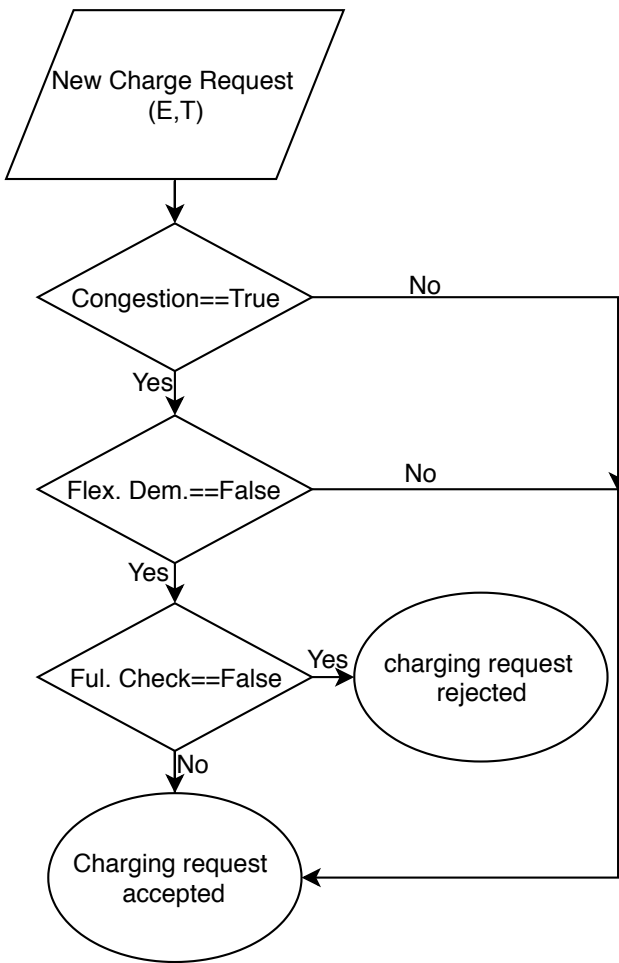 New Charge Request
(E,T)
Congestion==True
No
Yes
Flex. Dem.==False
No
Yes
Ful. Check==False
Yes
charging request
rejected
No
Charging request
accepted